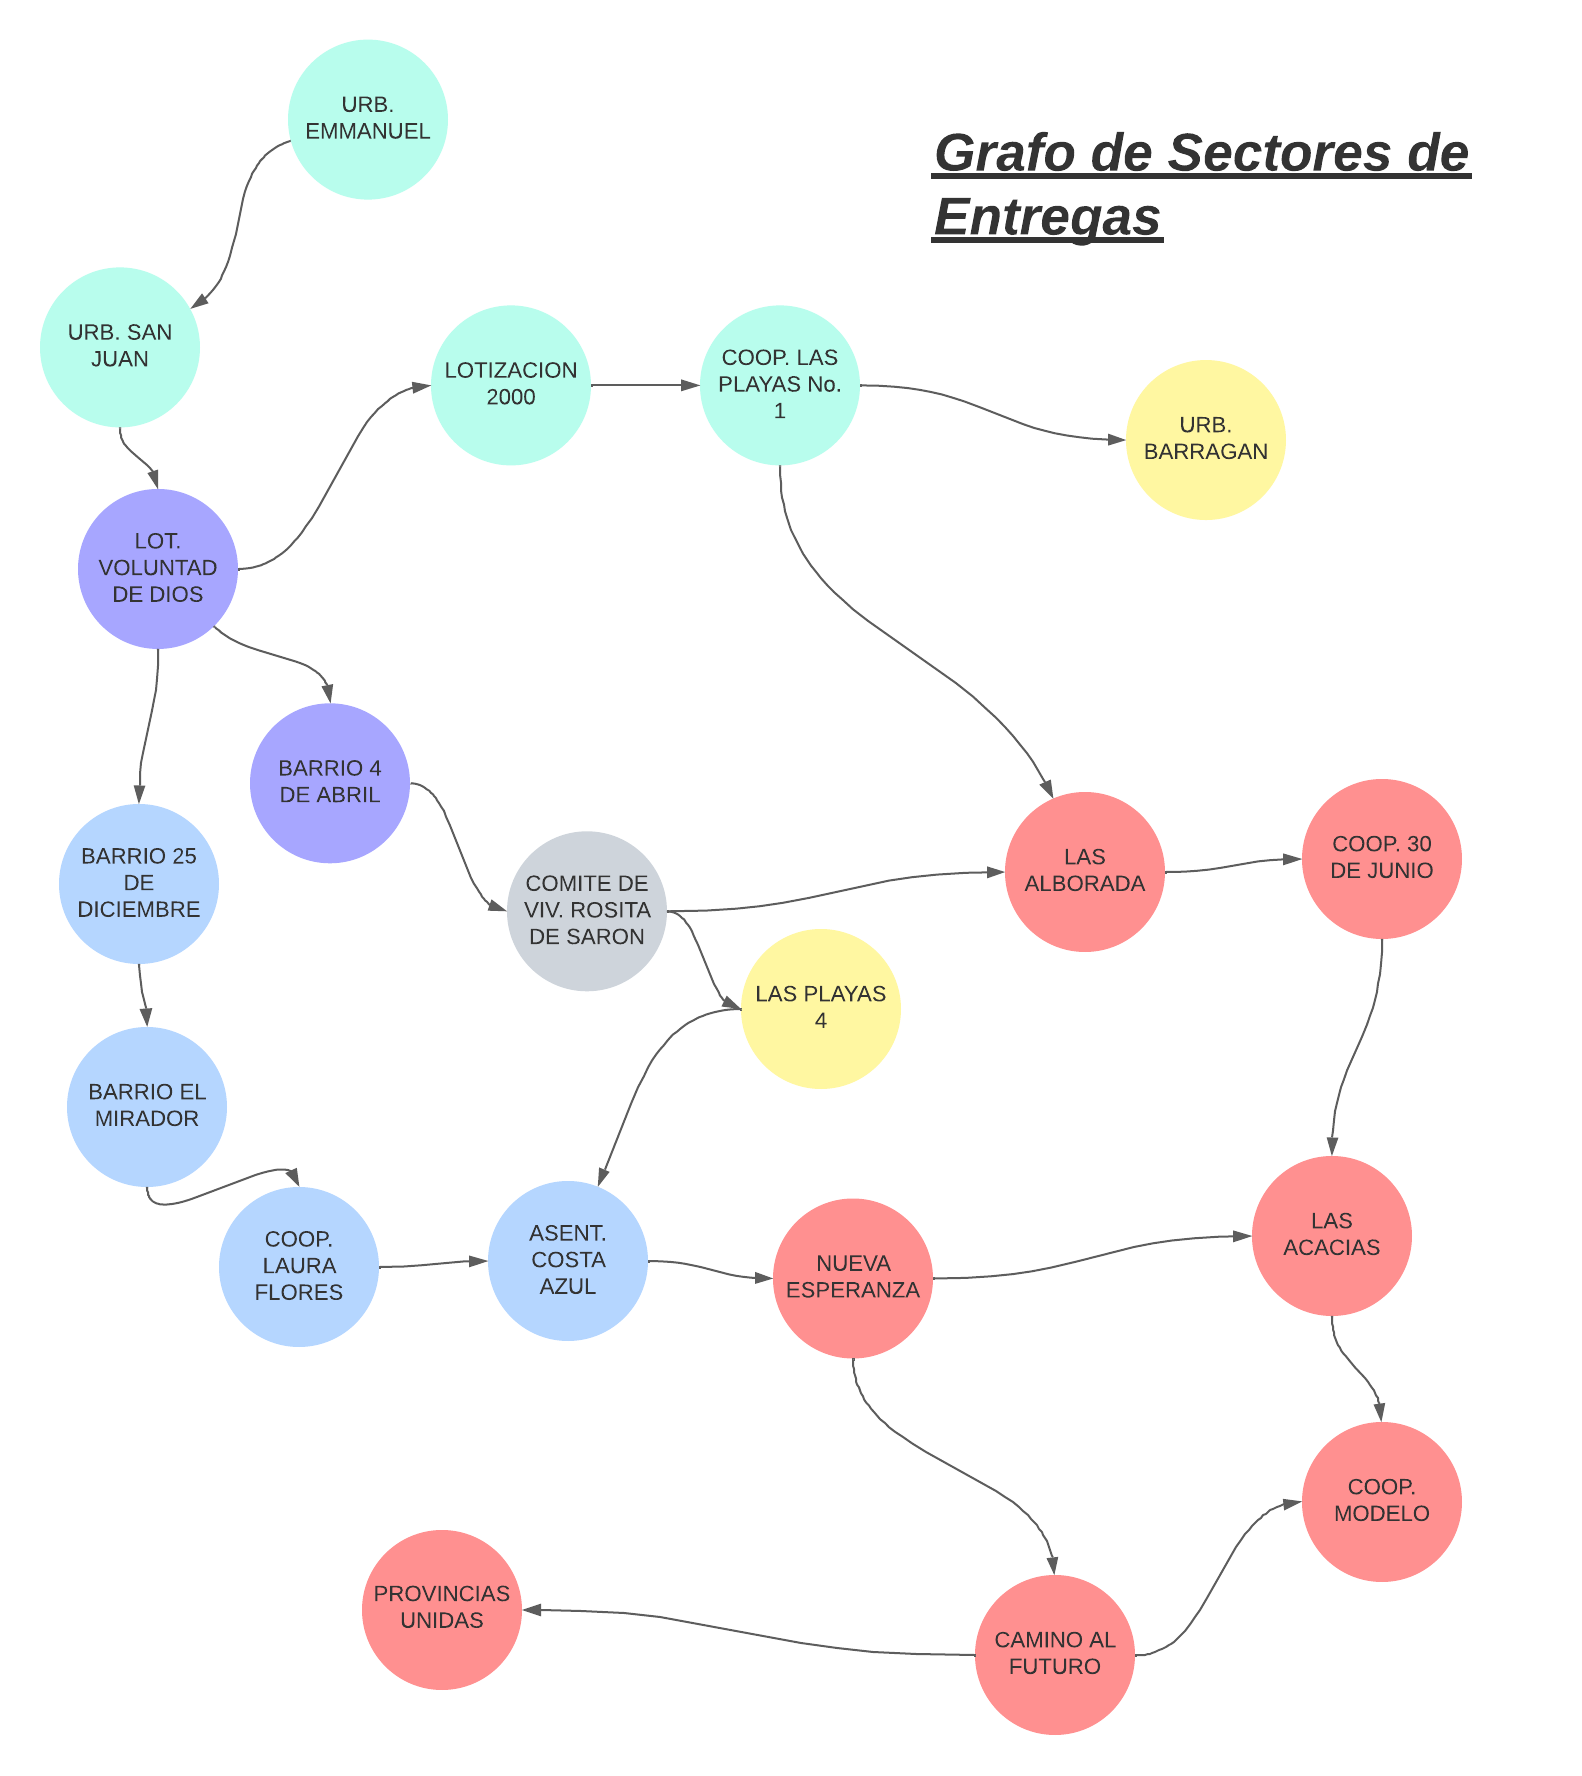 URB.
EMMANUEL
Grafo de Sectores de
Entregas
URB. SAN
JUAN
LOTIZACION
2000
COOP. LAS
PLAYAS No.
1
URB.
BARRAGAN
LOT.
VOLUNTAD
DE DIOS
BARRIO 4
DE ABRIL
BARRIO 25
DE
DICIEMBRE
COMITE DE
VIV. ROSITA
DE SARON
LAS
ALBORADA
COOP. 30
DE JUNIO
LAS PLAYAS
4
BARRIO EL
MIRADOR
COOP.
LAURA
FLORES
ASENT.
COSTA
AZUL
NUEVA
ESPERANZA
LAS
ACACIAS
COOP.
MODELO
PROVINCIAS
UNIDAS
CAMINO AL
FUTURO